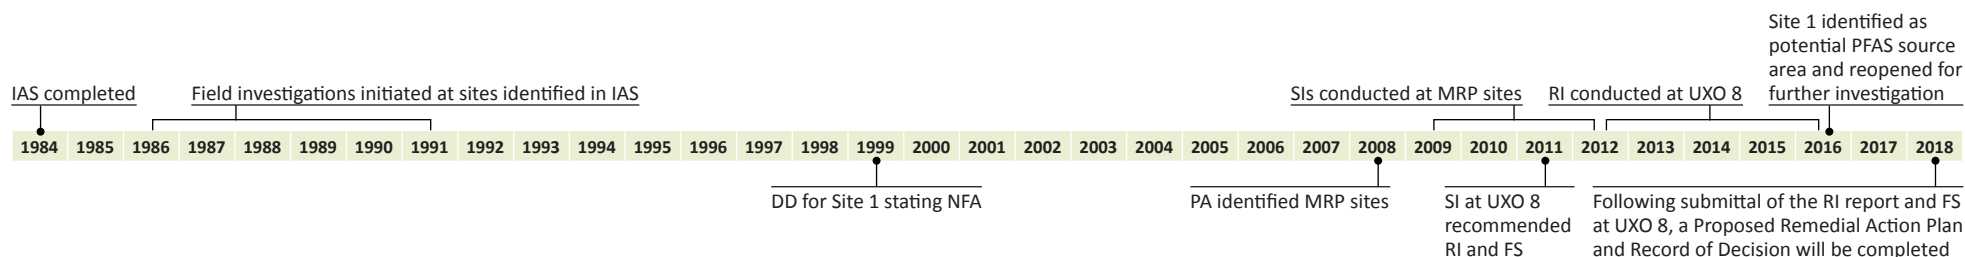 Site 1 identified as
potential PFAS source
area and reopened for
further investigation
IAS completed
Field investigations initiated at sites identified in IAS
SIs conducted at MRP sites
RI conducted at UXO 8
1984 1985 1986 1987 1988 1989 1990 1991 1992 1993 1994 1995 1996 1997 1998 1999 2000 2001 2002 2003 2004 2005 2006 2007 2008 2009 2010 2011 2012 2013 2014 2015 2016 2017 2018
DD for Site 1 stating NFA
PA identified MRP sites
SI at UXO 8
recommended
RI and FS
Following submittal of the RI report and FS
at UXO 8, a Proposed Remedial Action Plan
and Record of Decision will be completed